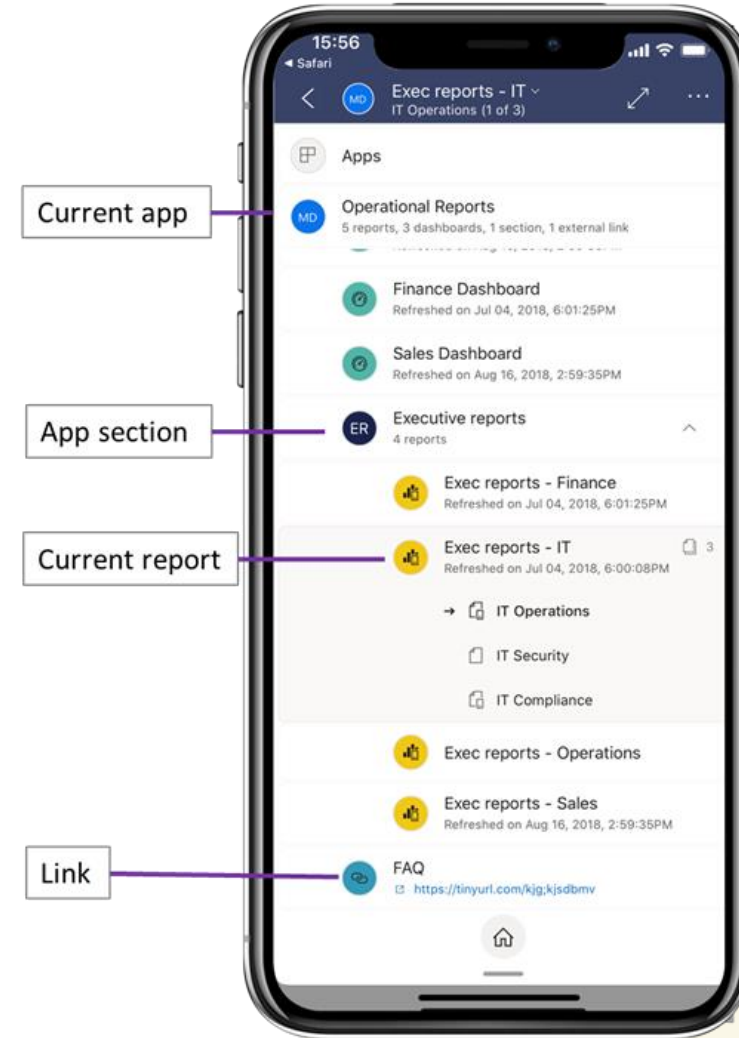 15:56
◀ Safari
MD
Exec reports - IT
IT Operations (1 of 3)
...
Apps
Current app
MD
Operational Reports
5 reports, 3 dashboards, 1 section, 1 external link
Finance Dashboard
Refreshed on Jul 04, 2018, 6:01:25PM
Sales Dashboard
Refreshed on Aug 16, 2018, 2:59:35PM
App section
ER
Executive reports
4 reports
Exec reports - Finance
Refreshed on Jul 04, 2018, 6:01:25PM
Current report
Exec reports - IT
3
Refreshed on Jul 04, 2018, 6:00:08PM
→ IT Operations
IT Security
IT Compliance
Exec reports - Operations
Exec reports - Sales
Refreshed on Aug 16, 2018, 2:59:35PM
Link
FAQ
https://tinyurl.com/kjg;kjsdbmv